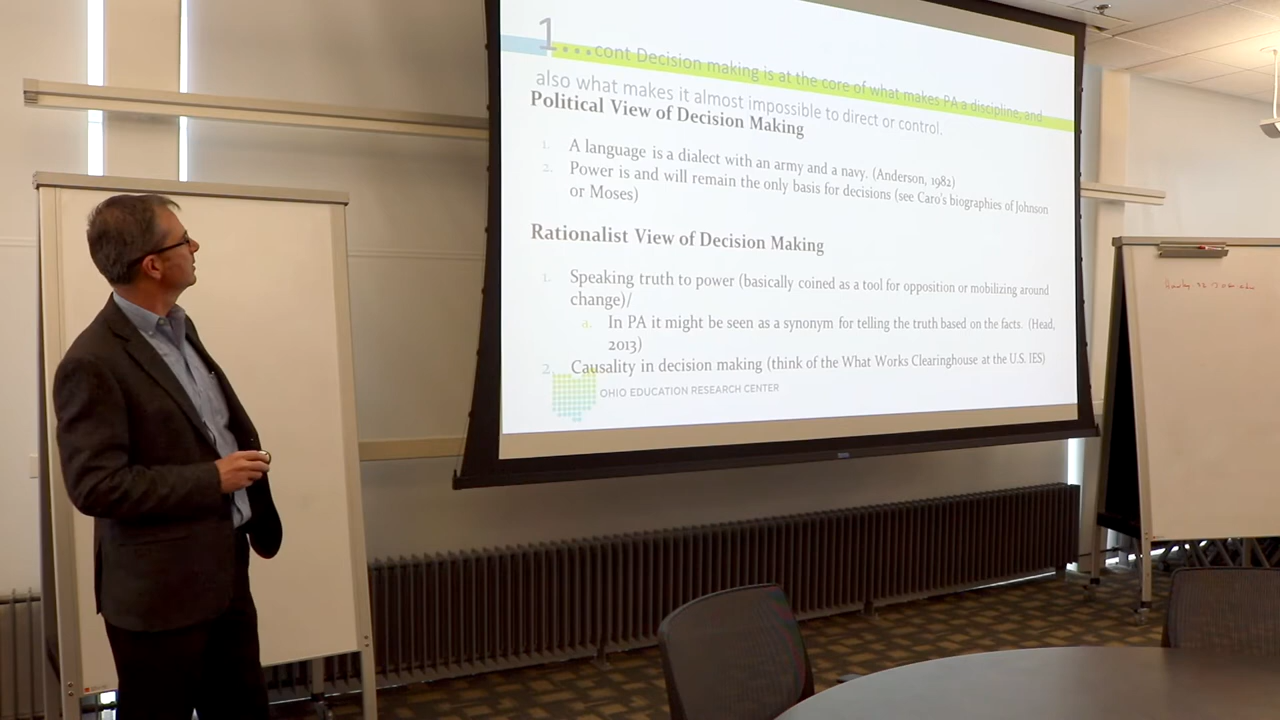 1...cont Decision making is at the core of what makes PA a discipline, and
also what makes it almost impossible to direct or control.
Political View of Decision Making
1. A language is a dialect with an army and a navy. (Anderson, 1982)
2. Power is and will remain the only basis for decisions (see Caro's biographies of Johnson
or Moses)
Rationalist View of Decision Making
1. Speaking truth to power (basically coined as a tool for opposition or mobilizing around
change)/
a. In PA it might be seen as a synonym for telling the truth based on the facts. (Head,
2013)
2. Causality in decision making (think of the What Works Clearinghouse at the U.S. IES)
OHIO EDUCATION RESEARCH CENTER